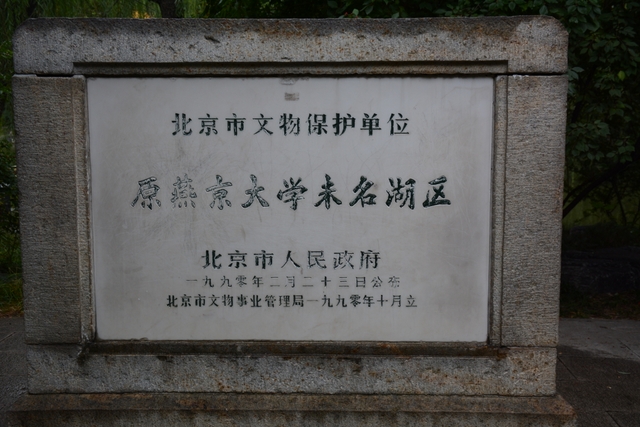 北京市文物保护单位
原燕京大学未名湖区
北京市人民政府
一九九零年二月二十三日公布
北京市文物事业管理局一九九零年十月立